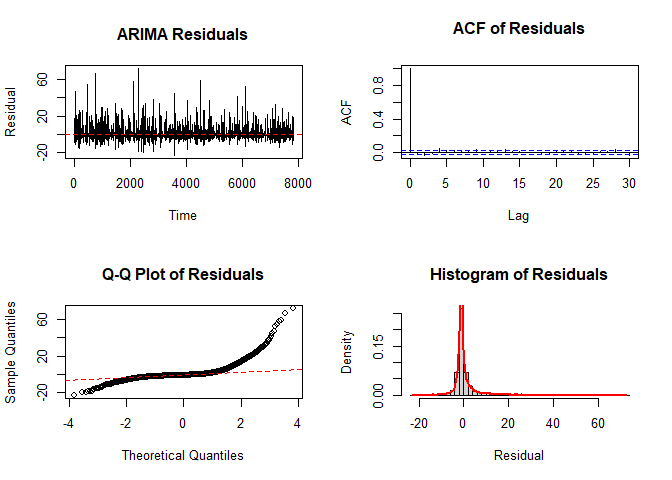 ARIMA Residuals
Residual
60
20
-20
0
2000
4000
6000
8000
Time
ACF of Residuals
ACF
0.8
0.4
0.0
0
5
10
15
20
25
30
Lag
Q-Q Plot of Residuals
Sample Quantiles
60
20
-20
-4
-2
0
2
4
Theoretical Quantiles
Histogram of Residuals
Density
0.15
0.00
-20
0
20
40
60
Residual